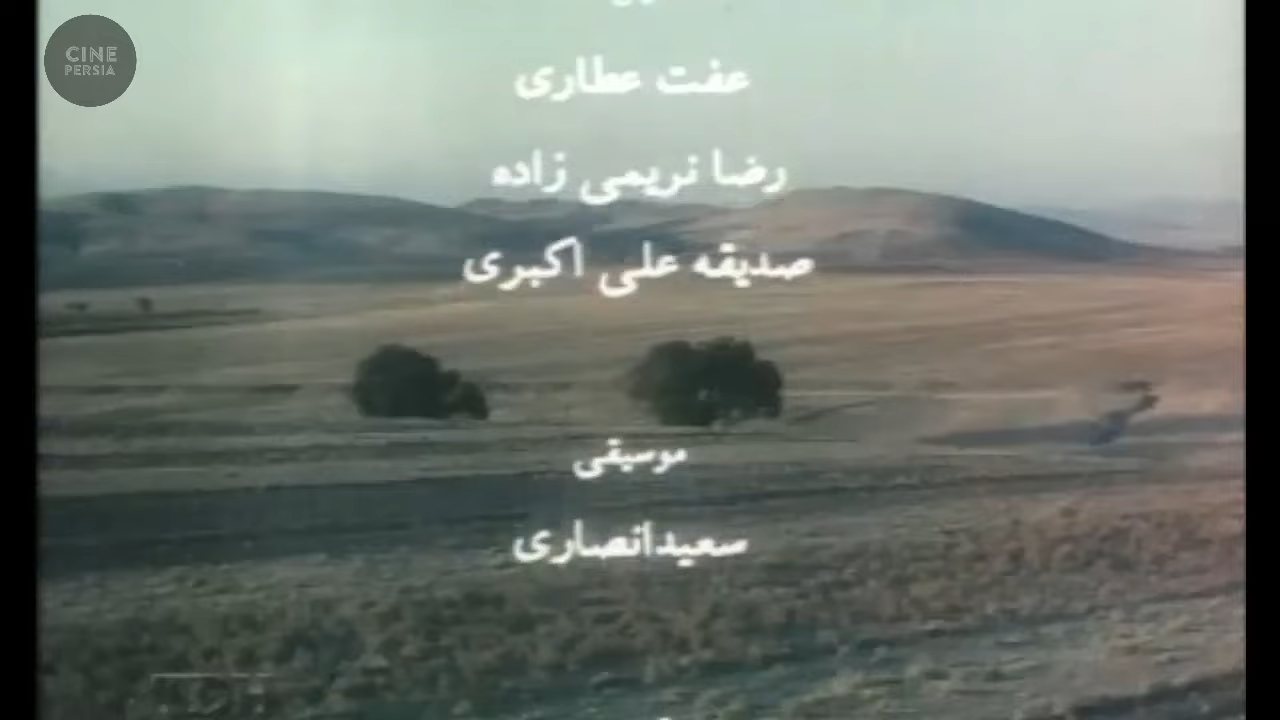 CINE
PERSIA
عفت عطاری
رضا نریمی زاده
صدیقه علی اکبری
موسیقی
سعیدانصاری